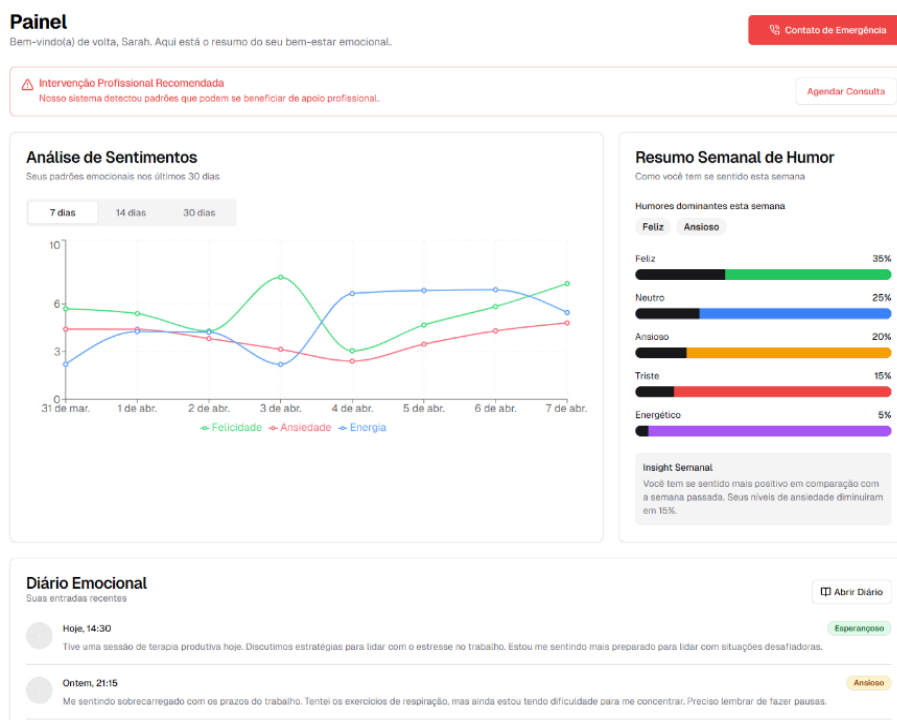 Painel
Bem-vindo(a) de volta, Sarah. Aqui está o resumo do seu bem-estar emocional.
Contato de Emergência
Intervenção Profissional Recomendada
Nosso sistema detectou padrões que podem se beneficiar de apoio profissional.
Agendar Consulta
Análise de Sentimentos
Seus padrões emocionais nos últimos 30 dias
7 dias 14 dias 30 dias
10
6
3
0
31 de mar. 1 de abr. 2 de abr. 3 de abr. 4 de abr. 5 de abr. 6 de abr. 7 de abr.
Felicidade Ansiedade Energia
Resumo Semanal de Humor
Como você tem se sentido esta semana
Humores dominantes esta semana
Feliz Ansioso
Feliz 35%
Neutro 25%
Ansioso 20%
Triste 15%
Energético 5%
Insight Semanal
Você tem se sentido mais positivo em comparação com
a semana passada. Seus níveis de ansiedade diminuíram
em 15%.
Diário Emocional
Suas entradas recentes
Abrir Diário
Hoje, 14:30
Esperançoso
Tive uma sessão de terapia produtiva hoje. Discutimos estratégias para lidar com o estresse no trabalho. Estou me sentindo mais preparado para lidar com situações desafiadoras.
Ontem, 21:15
Ansioso
Me sentindo sobrecarregado com os prazos do trabalho. Tentei os exercícios de respiração, mas ainda estou tendo dificuldade para me concentrar. Preciso lembrar de fazer pausas.